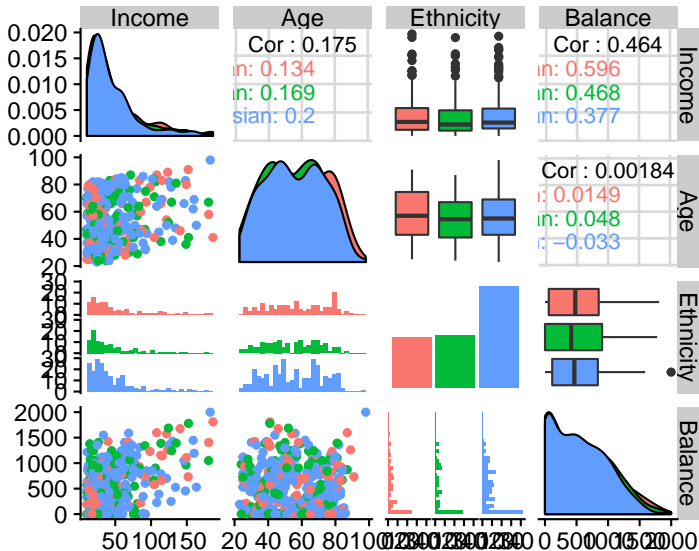 Income Age Ethnicity Balance
0.020
0.015
0.010
0.005
0.000
Cor : 0.175
n: 0.134
n: 0.169
sian: 0.2
Cor : 0.464
n: 0.596
n: 0.468
n: 0.377
Income
100
80
60
40
20
Cor : 0.00184
n: 0.0149
n: 0.048
: −0.033
Age
Ethnicity
2000
1500
1000
500
0
Balance
50 100 150
20 40 60 80 100
0 500 1000 1500 2000